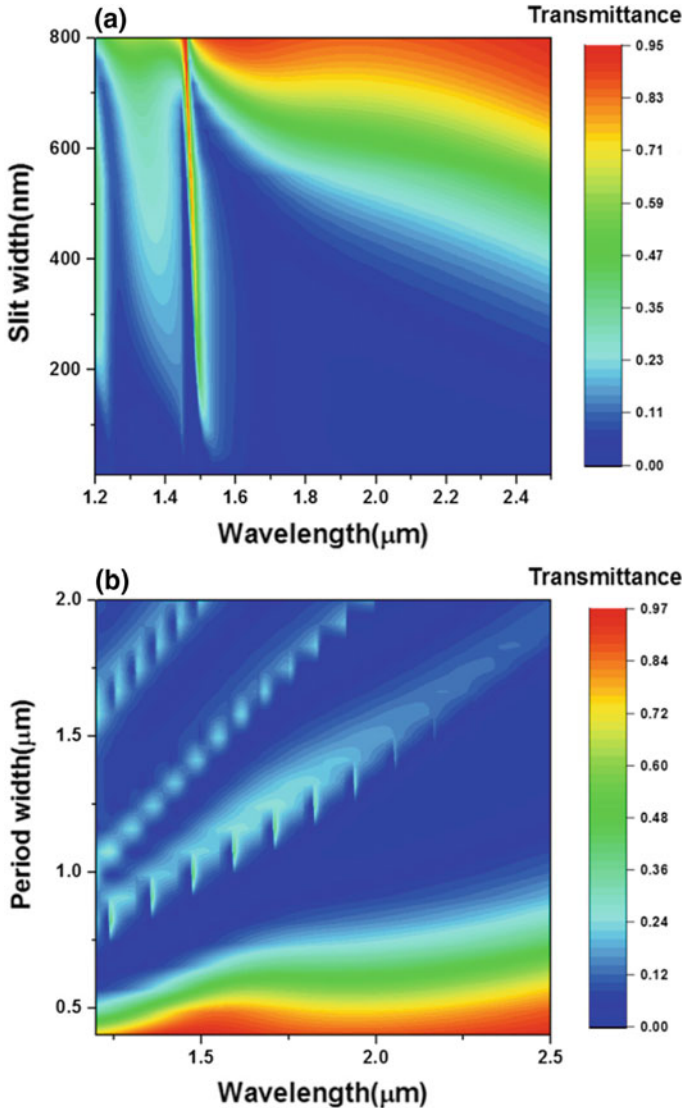 (a)
Transmittance
800
600
400
200
Slit width(nm)
1.2 1.4 1.6 1.8 2.0 2.2 2.4
Wavelength(μm)
0.95
0.83
0.71
0.59
0.47
0.35
0.23
0.11
0.00
(b)
Transmittance
2.0
1.5
1.0
0.5
Period width(μm)
1.5 2.0 2.5
Wavelength(μm)
0.97
0.84
0.72
0.60
0.48
0.36
0.24
0.12
0.00